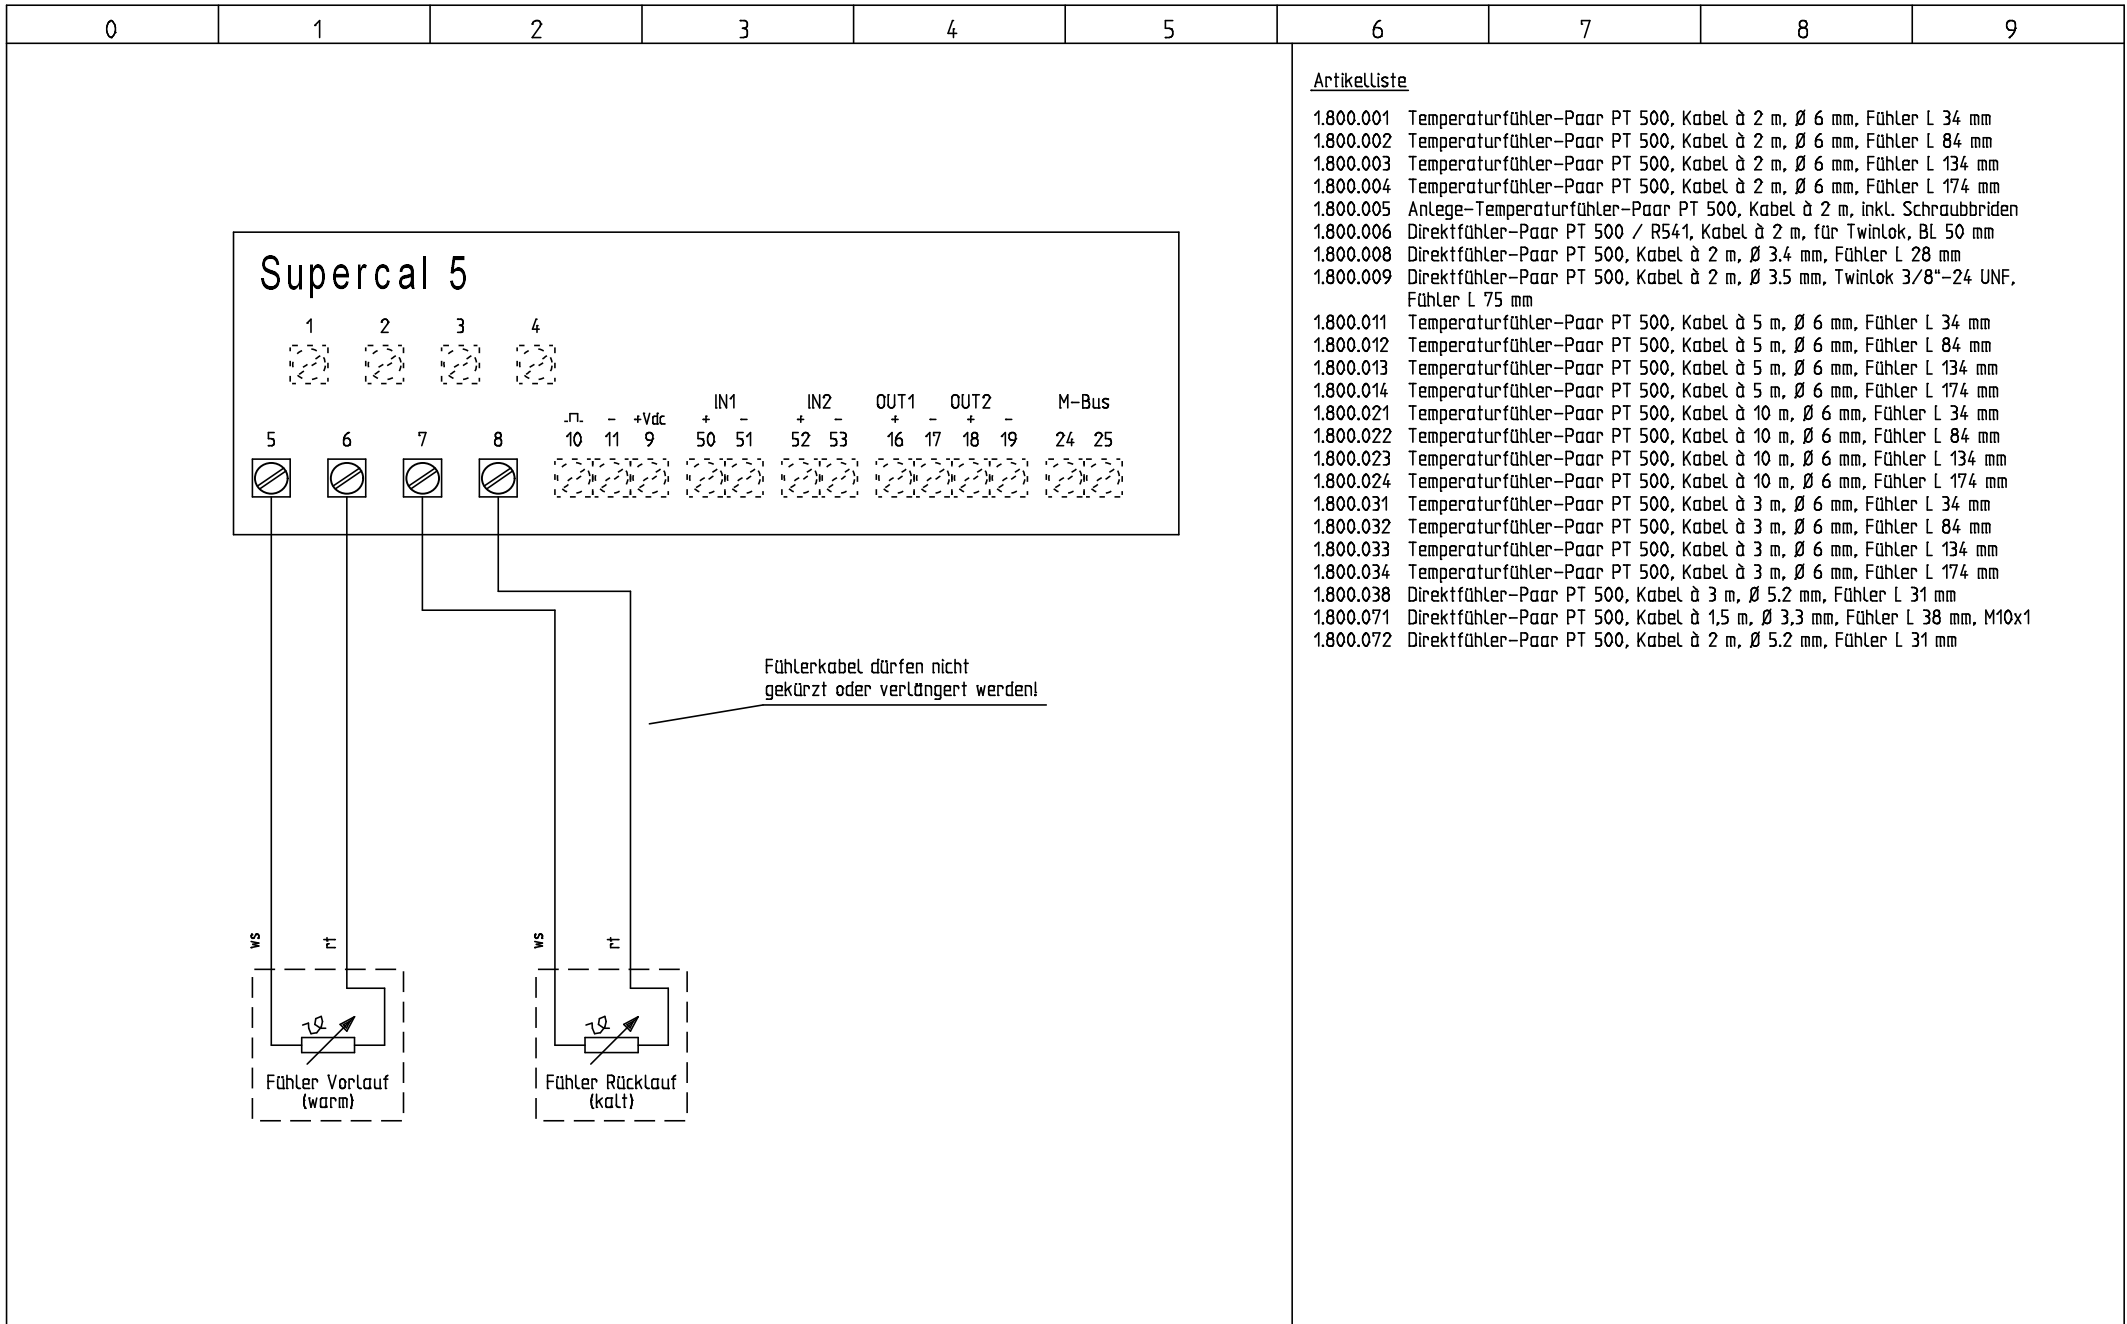 0 1 2 3 4 5 6 7 8 9
Supercal 5
1 2 3 4
IN1 IN2 OUT1 OUT2 M-Bus
- +Vdc + - + - + - + -
5 6 7 8 10 11 9 50 51 52 53 16 17 18 19 24 25
Fühlerkabel dürfen nicht
gekürzt oder verlängert werden!
ws rt ws rt
Fühler Vorlauf
(warm)
Fühler Rücklauf
(kalt)
Artikelliste
1.800.001 Temperaturfühler-Paar PT 500, Kabel à 2 m, Ø 6 mm, Fühler L 34 mm
1.800.002 Temperaturfühler-Paar PT 500, Kabel à 2 m, Ø 6 mm, Fühler L 84 mm
1.800.003 Temperaturfühler-Paar PT 500, Kabel à 2 m, Ø 6 mm, Fühler L 134 mm
1.800.004 Temperaturfühler-Paar PT 500, Kabel à 2 m, Ø 6 mm, Fühler L 174 mm
1.800.005 Anlege-Temperaturfühler-Paar PT 500, Kabel à 2 m, inkl. Schraubbriden
1.800.006 Direktfühler-Paar PT 500 / R541, Kabel à 2 m, für Twinlok, BL 50 mm
1.800.008 Direktfühler-Paar PT 500, Kabel à 2 m, Ø 3.4 mm, Fühler L 28 mm
1.800.009 Direktfühler-Paar PT 500, Kabel à 2 m, Ø 3.5 mm, Twinlok 3/8"-24 UNF,
Fühler L 75 mm
1.800.011 Temperaturfühler-Paar PT 500, Kabel à 5 m, Ø 6 mm, Fühler L 34 mm
1.800.012 Temperaturfühler-Paar PT 500, Kabel à 5 m, Ø 6 mm, Fühler L 84 mm
1.800.013 Temperaturfühler-Paar PT 500, Kabel à 5 m, Ø 6 mm, Fühler L 134 mm
1.800.014 Temperaturfühler-Paar PT 500, Kabel à 5 m, Ø 6 mm, Fühler L 174 mm
1.800.021 Temperaturfühler-Paar PT 500, Kabel à 10 m, Ø 6 mm, Fühler L 34 mm
1.800.022 Temperaturfühler-Paar PT 500, Kabel à 10 m, Ø 6 mm, Fühler L 84 mm
1.800.023 Temperaturfühler-Paar PT 500, Kabel à 10 m, Ø 6 mm, Fühler L 134 mm
1.800.024 Temperaturfühler-Paar PT 500, Kabel à 10 m, Ø 6 mm, Fühler L 174 mm
1.800.031 Temperaturfühler-Paar PT 500, Kabel à 3 m, Ø 6 mm, Fühler L 34 mm
1.800.032 Temperaturfühler-Paar PT 500, Kabel à 3 m, Ø 6 mm, Fühler L 84 mm
1.800.033 Temperaturfühler-Paar PT 500, Kabel à 3 m, Ø 6 mm, Fühler L 134 mm
1.800.034 Temperaturfühler-Paar PT 500, Kabel à 3 m, Ø 6 mm, Fühler L 174 mm
1.800.038 Direktfühler-Paar PT 500, Kabel à 3 m, Ø 5.2 mm, Fühler L 31 mm
1.800.071 Direktfühler-Paar PT 500, Kabel à 1,5 m, Ø 3,3 mm, Fühler L 38 mm, M10x1
1.800.072 Direktfühler-Paar PT 500, Kabel à 2 m, Ø 5.2 mm, Fühler L 31 mm